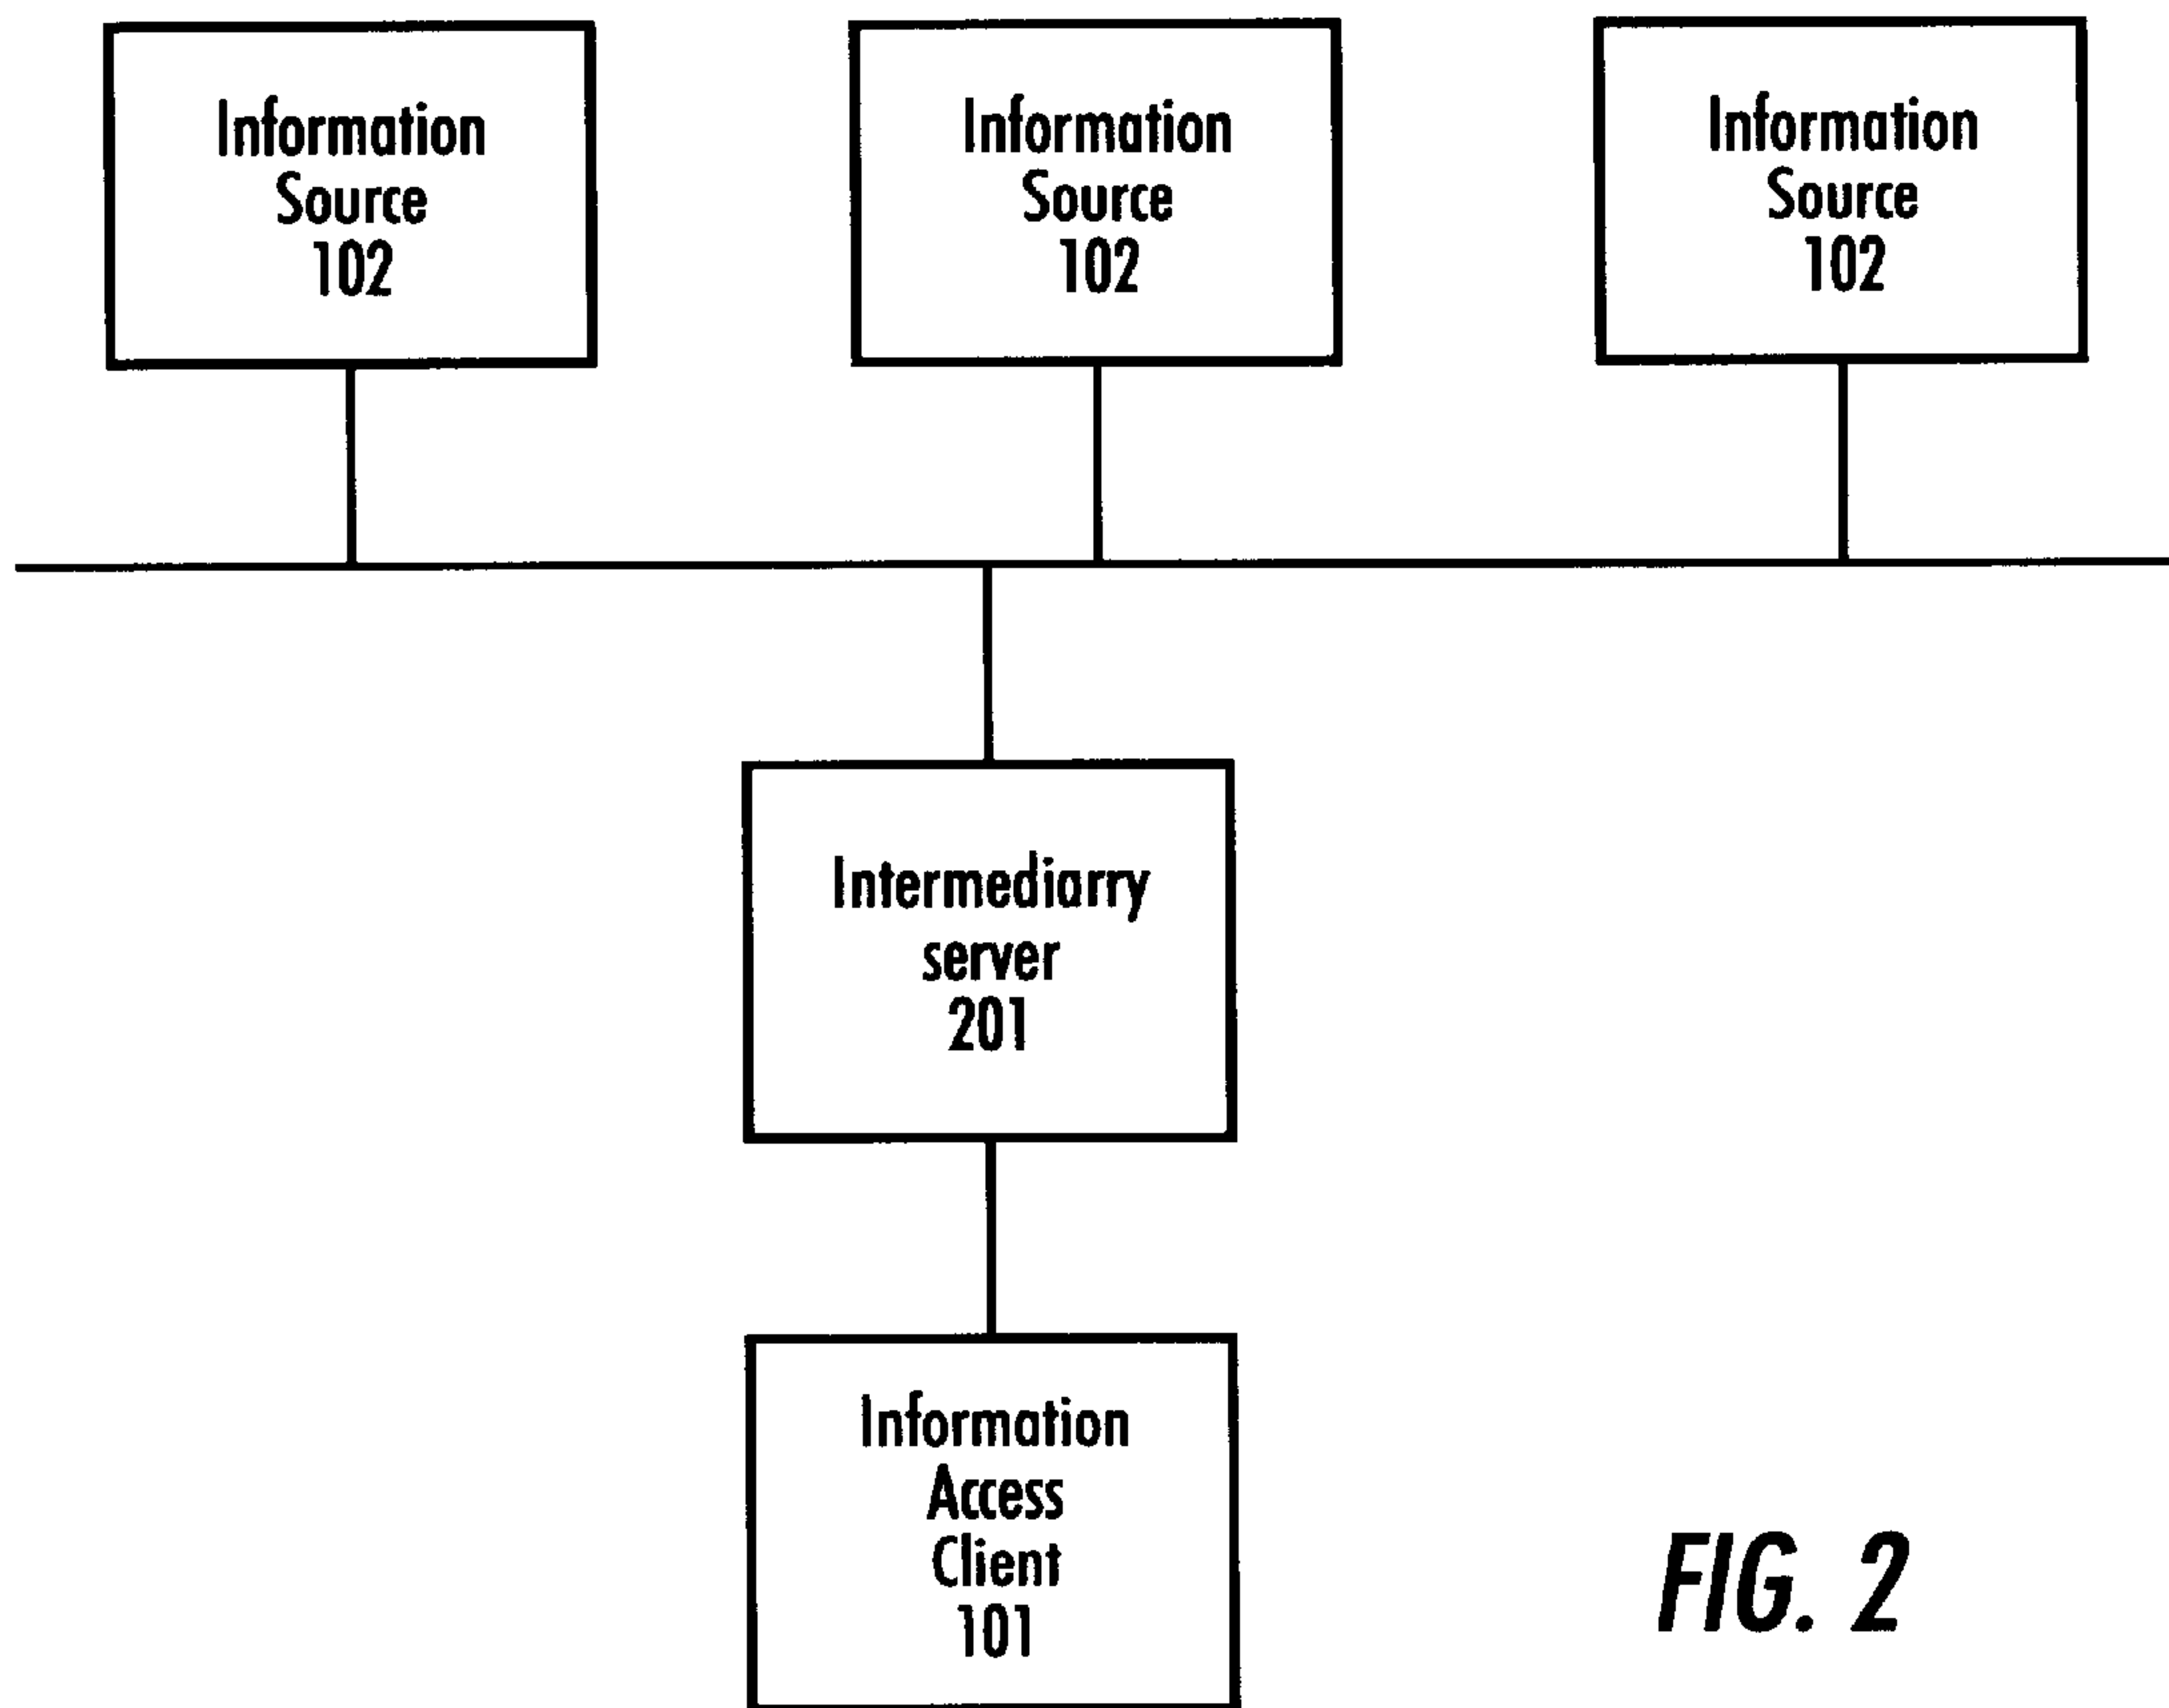 Information
Source
102
Information
Source
102
Information
Source
102
Intermediarry
server
201
Information
Access
Client
101
FIG. 2